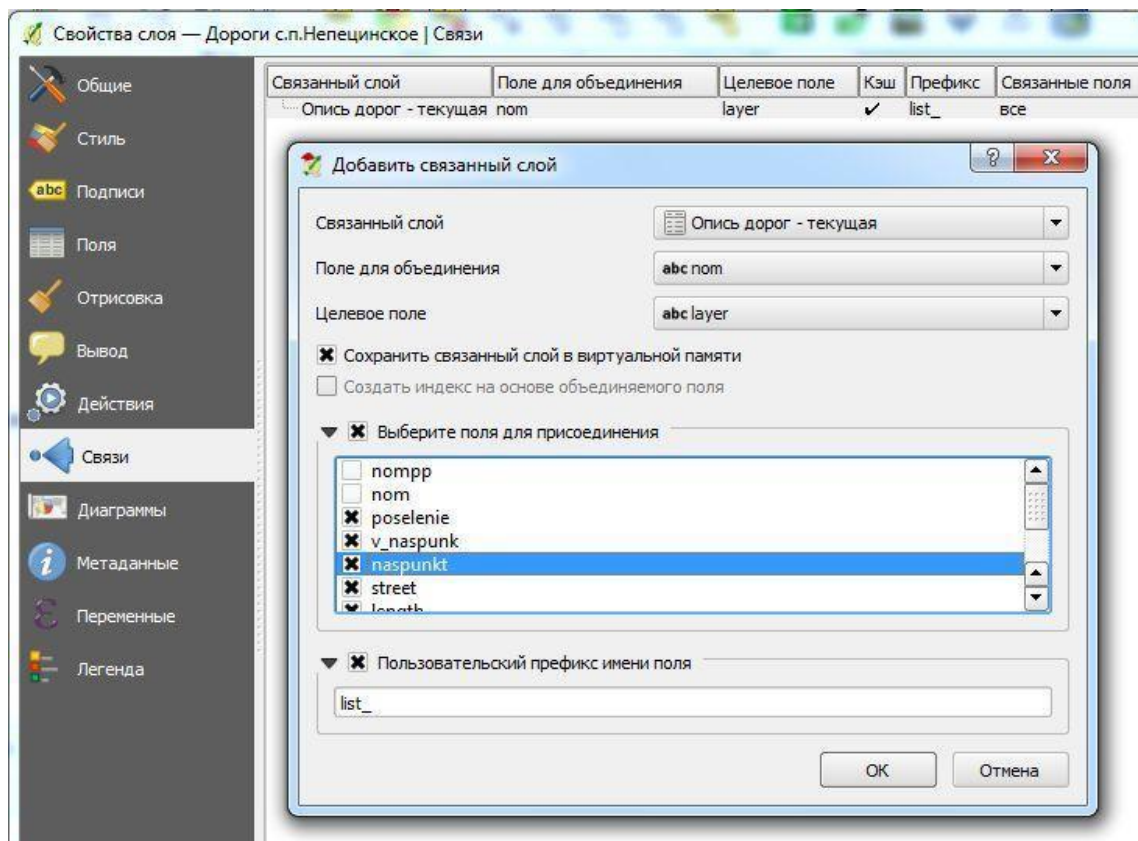 Свойства слоя — Дороги с.п.Непецинское | Связи
Общие
Стиль
Подписи
Поля
Отрисовка
Вывод
Действия
Связи
Диаграммы
Метаданные
Переменные
Легенда
Связанный слой Поле для объединения Целевое поле Кэш Префикс Связанные поля
Опись дорог - текущая nom layer list_ все
Добавить связанный слой
Связанный слой Опись дорог - текущая
Поле для объединения abc nom
Целевое поле abc layer
Сохранить связанный слой в виртуальной памяти
Создать индекс на основе объединяемого поля
Выберите поля для присоединения
nompp
nom
poselenie
v_naspunk
naspunkt
street
length
Пользовательский префикс имени поля
list_
OK Отмена